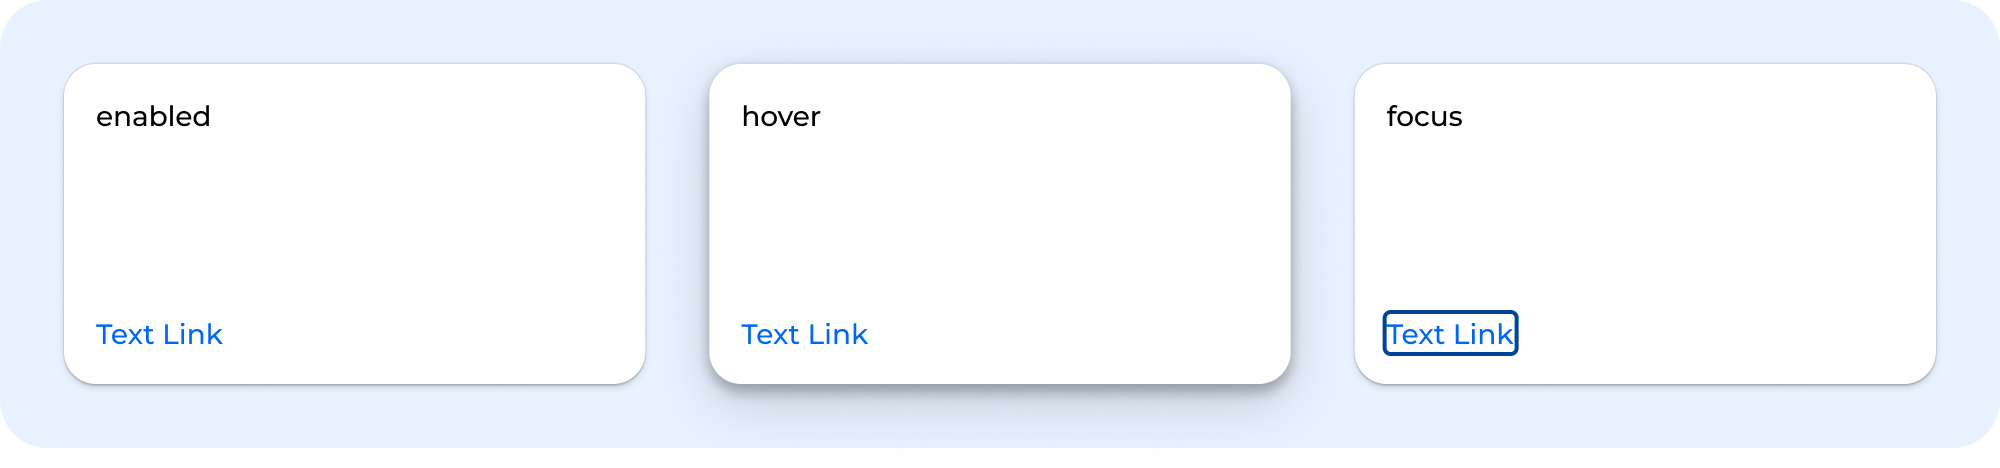 enabled
Text Link
hover
Text Link
focus
Text Link